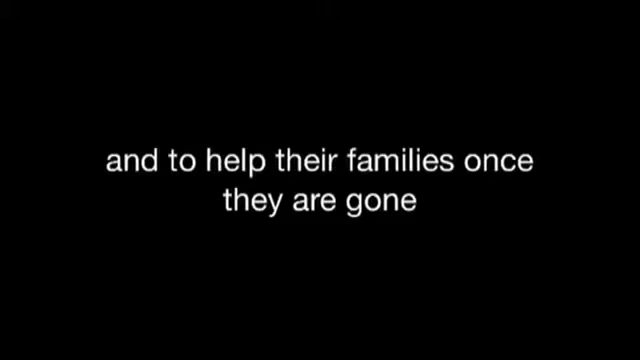 and to help their families once
they are gone